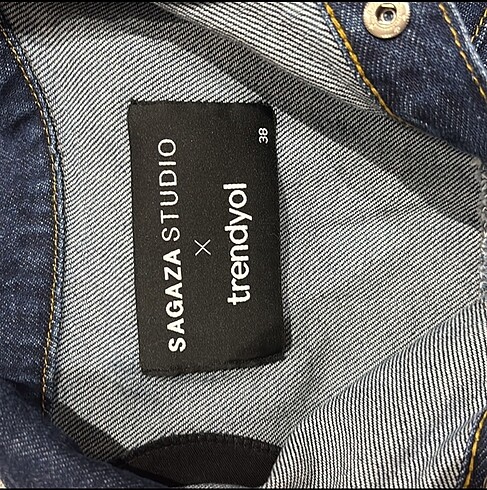 SAGAZA STUDIO
×
trendyol
38